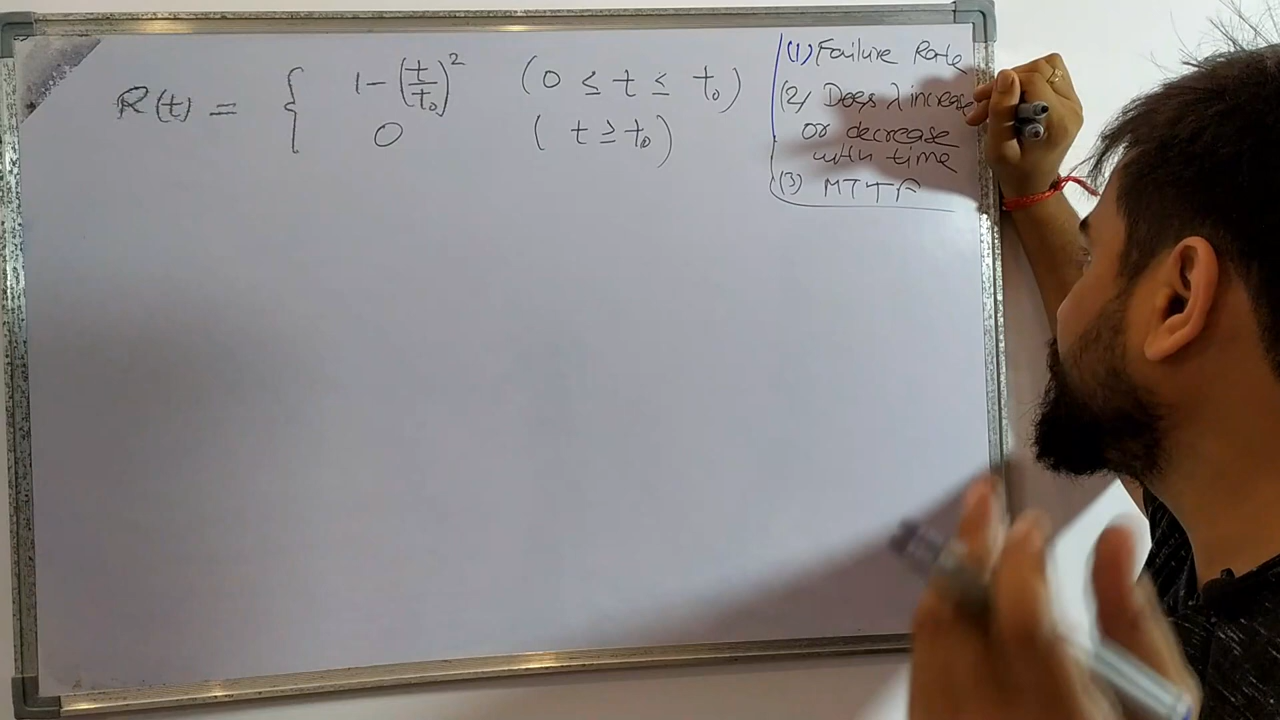 R(t) = { 1 - (t/t₀)² (0 ≤ t ≤ t₀)
0 (t ≥ t₀)
(1) Failure Rate
(2) Does λ increase
or decrease
with time
(3) MTTF